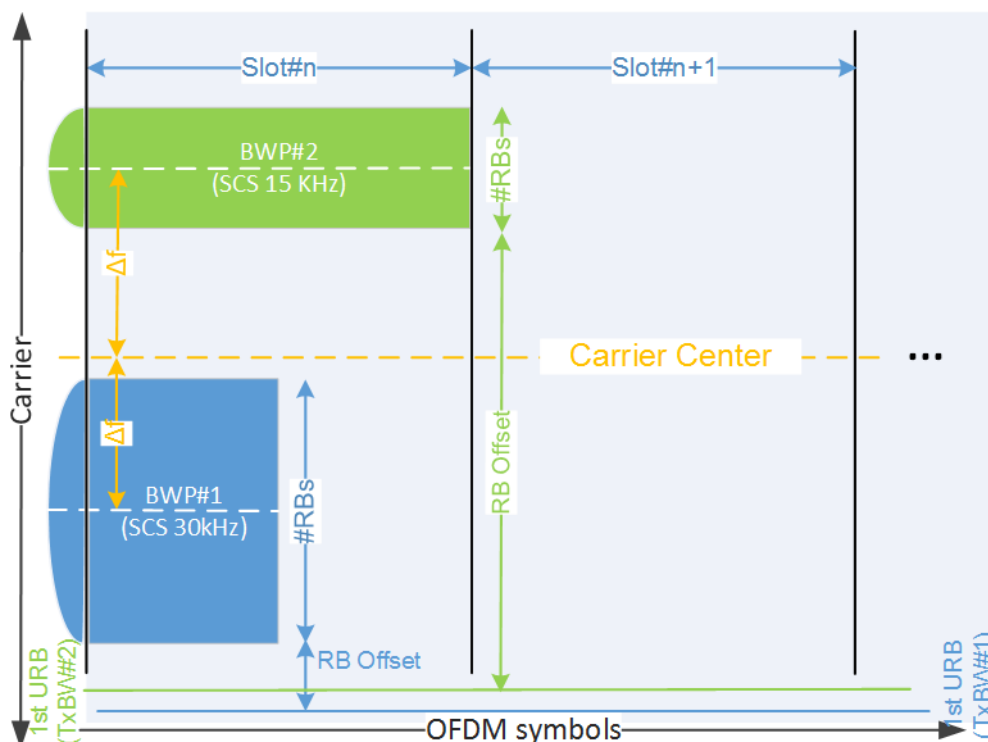 Slot#n
Slot#n+1
BWP#2
(SCS 15 KHz)
#RBs
Δf
Carrier Center
...
Carrier
Δf
RB Offset
BWP#1
(SCS 30kHz)
#RBs
RB Offset
1st URB
(TxBW#2)
1st URB
(TxBW#1)
OFDM symbols